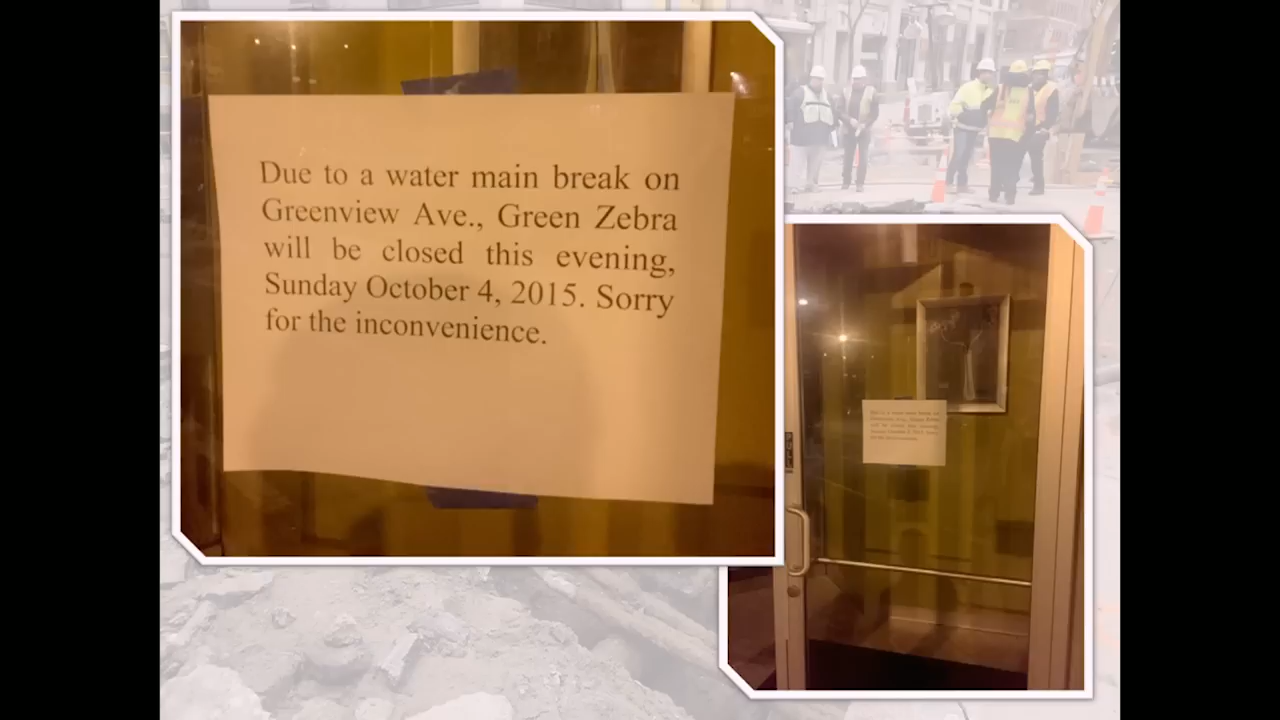 Due to a water main break on
Greenview Ave., Green Zebra
will be closed this evening,
Sunday October 4, 2015. Sorry
for the inconvenience.